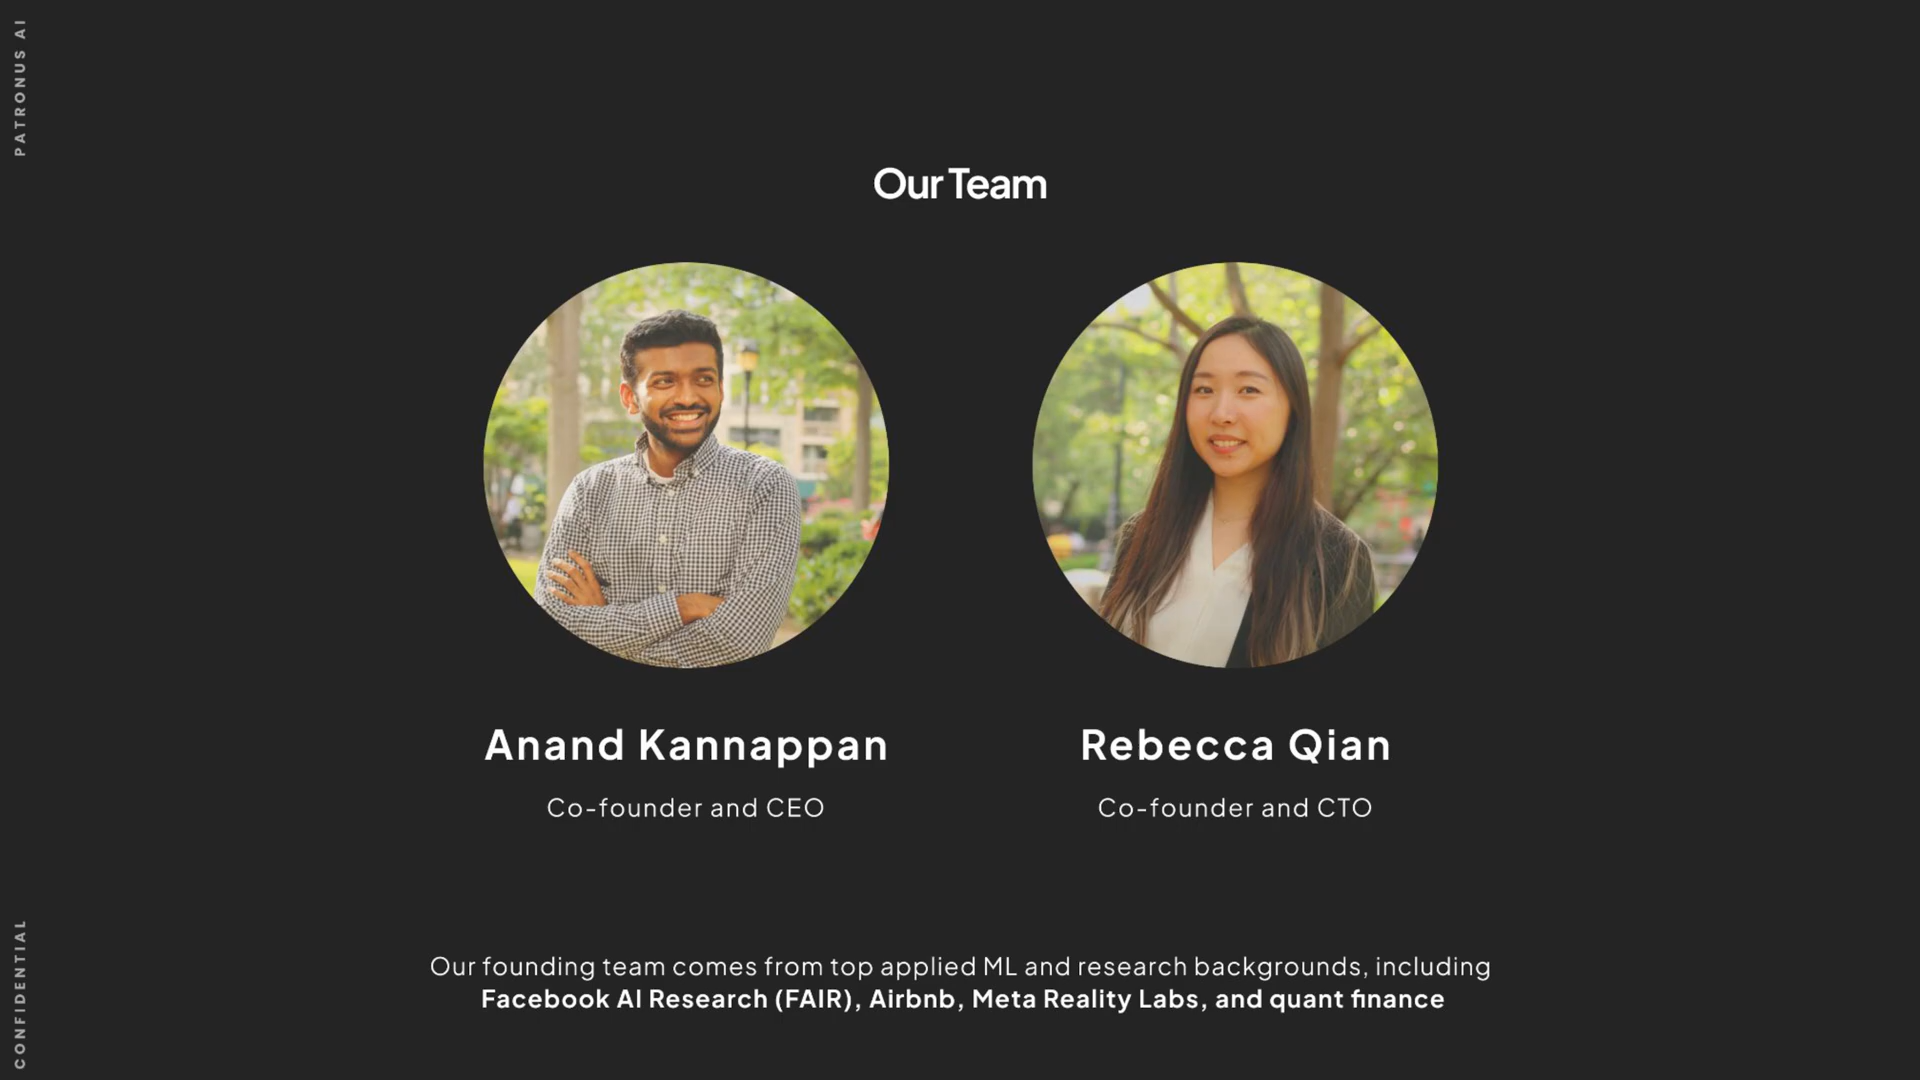 PATRONUS AI
Our Team
Anand Kannappan
Co-founder and CEO
Rebecca Qian
Co-founder and CTO
Our founding team comes from top applied ML and research backgrounds, including
Facebook AI Research (FAIR), Airbnb, Meta Reality Labs, and quant finance
CONFIDENTIAL